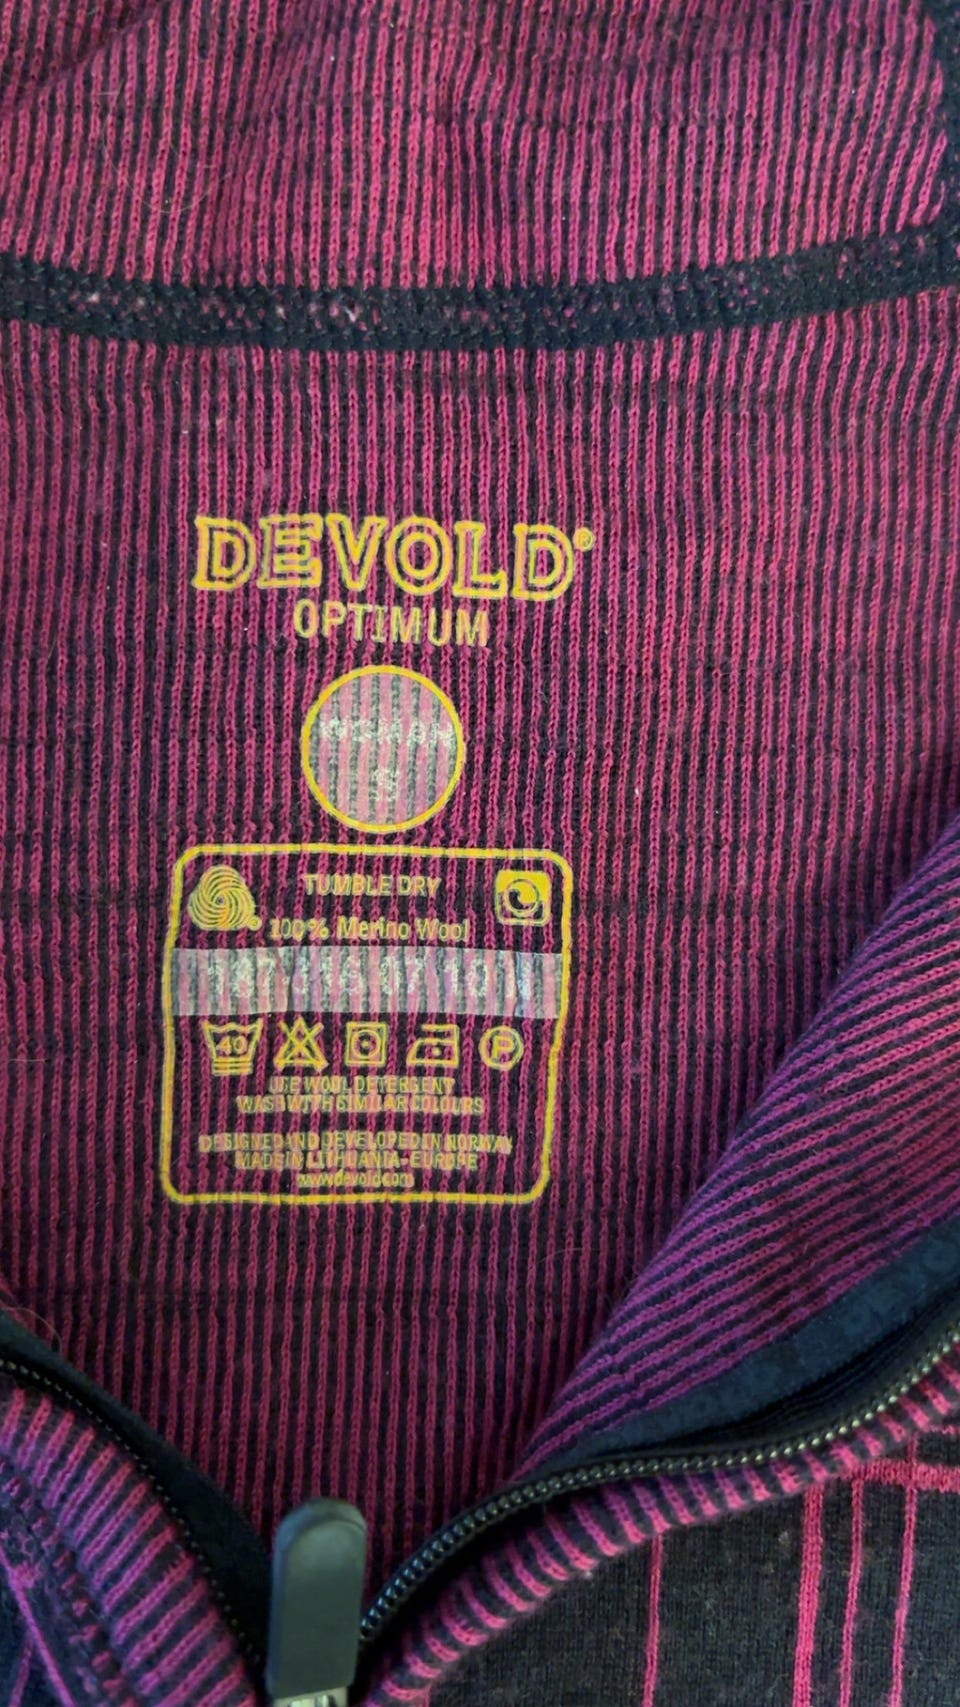 DEVOLD®
OPTIMUM
WOMAN
S
TUMBLE DRY
100% Merino Wool
40
P
USE WOOL DETERGENT
WASH WITH SIMILAR COLOURS
DESIGNED AND DEVELOPED IN NORWAY
MADE IN LITHUANIA-EUROPE
www.devold.com